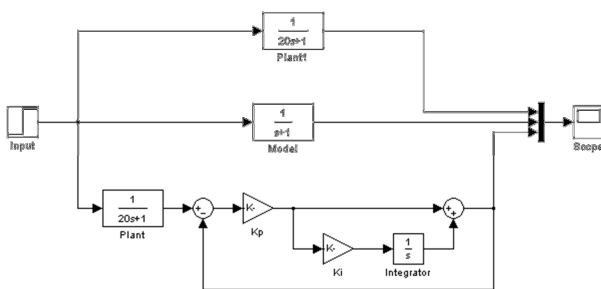 1
20s+1
Plant1
Input
1
s+1
Model
Scope
1
20s+1
Plant
+
−
K-
Kp
K-
Ki
1
s
Integrator
+
+